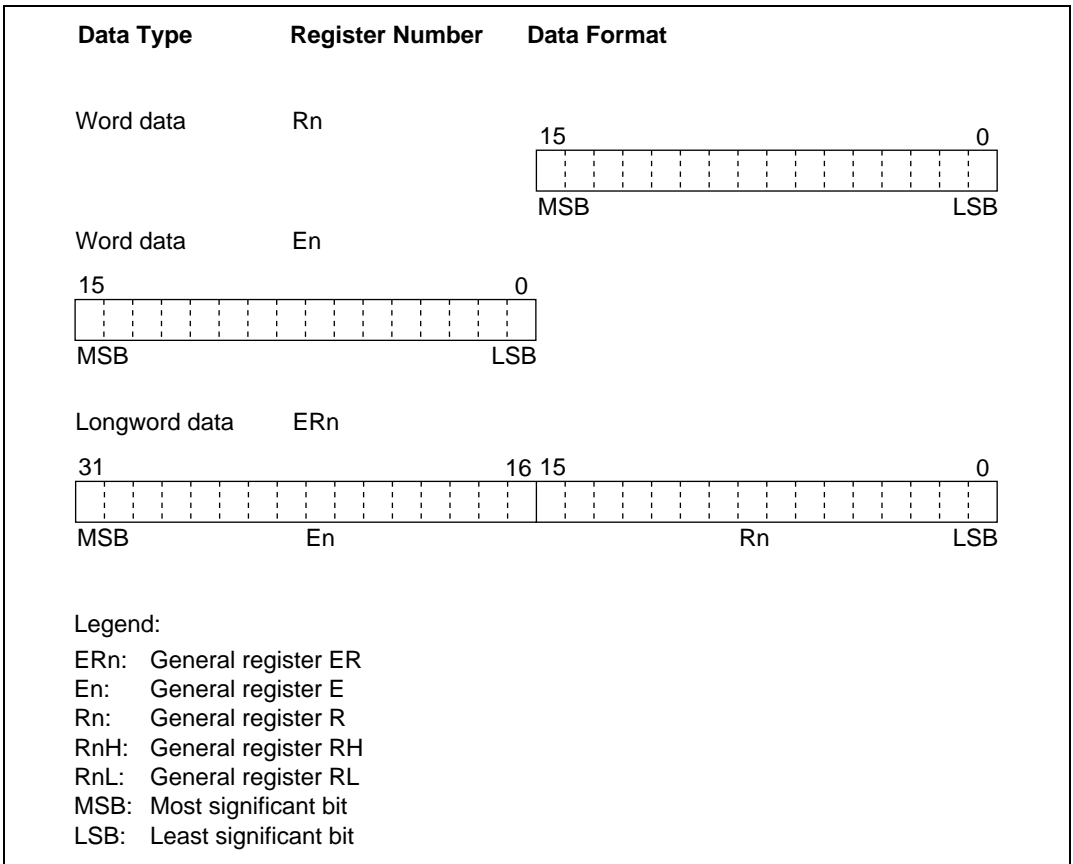 Data Type Register Number Data Format
Word data Rn
15 0
MSB LSB
Word data En
15 0
MSB LSB
Longword data ERn
31 16 15 0
MSB En Rn LSB
Legend:
ERn: General register ER
En: General register E
Rn: General register R
RnH: General register RH
RnL: General register RL
MSB: Most significant bit
LSB: Least significant bit